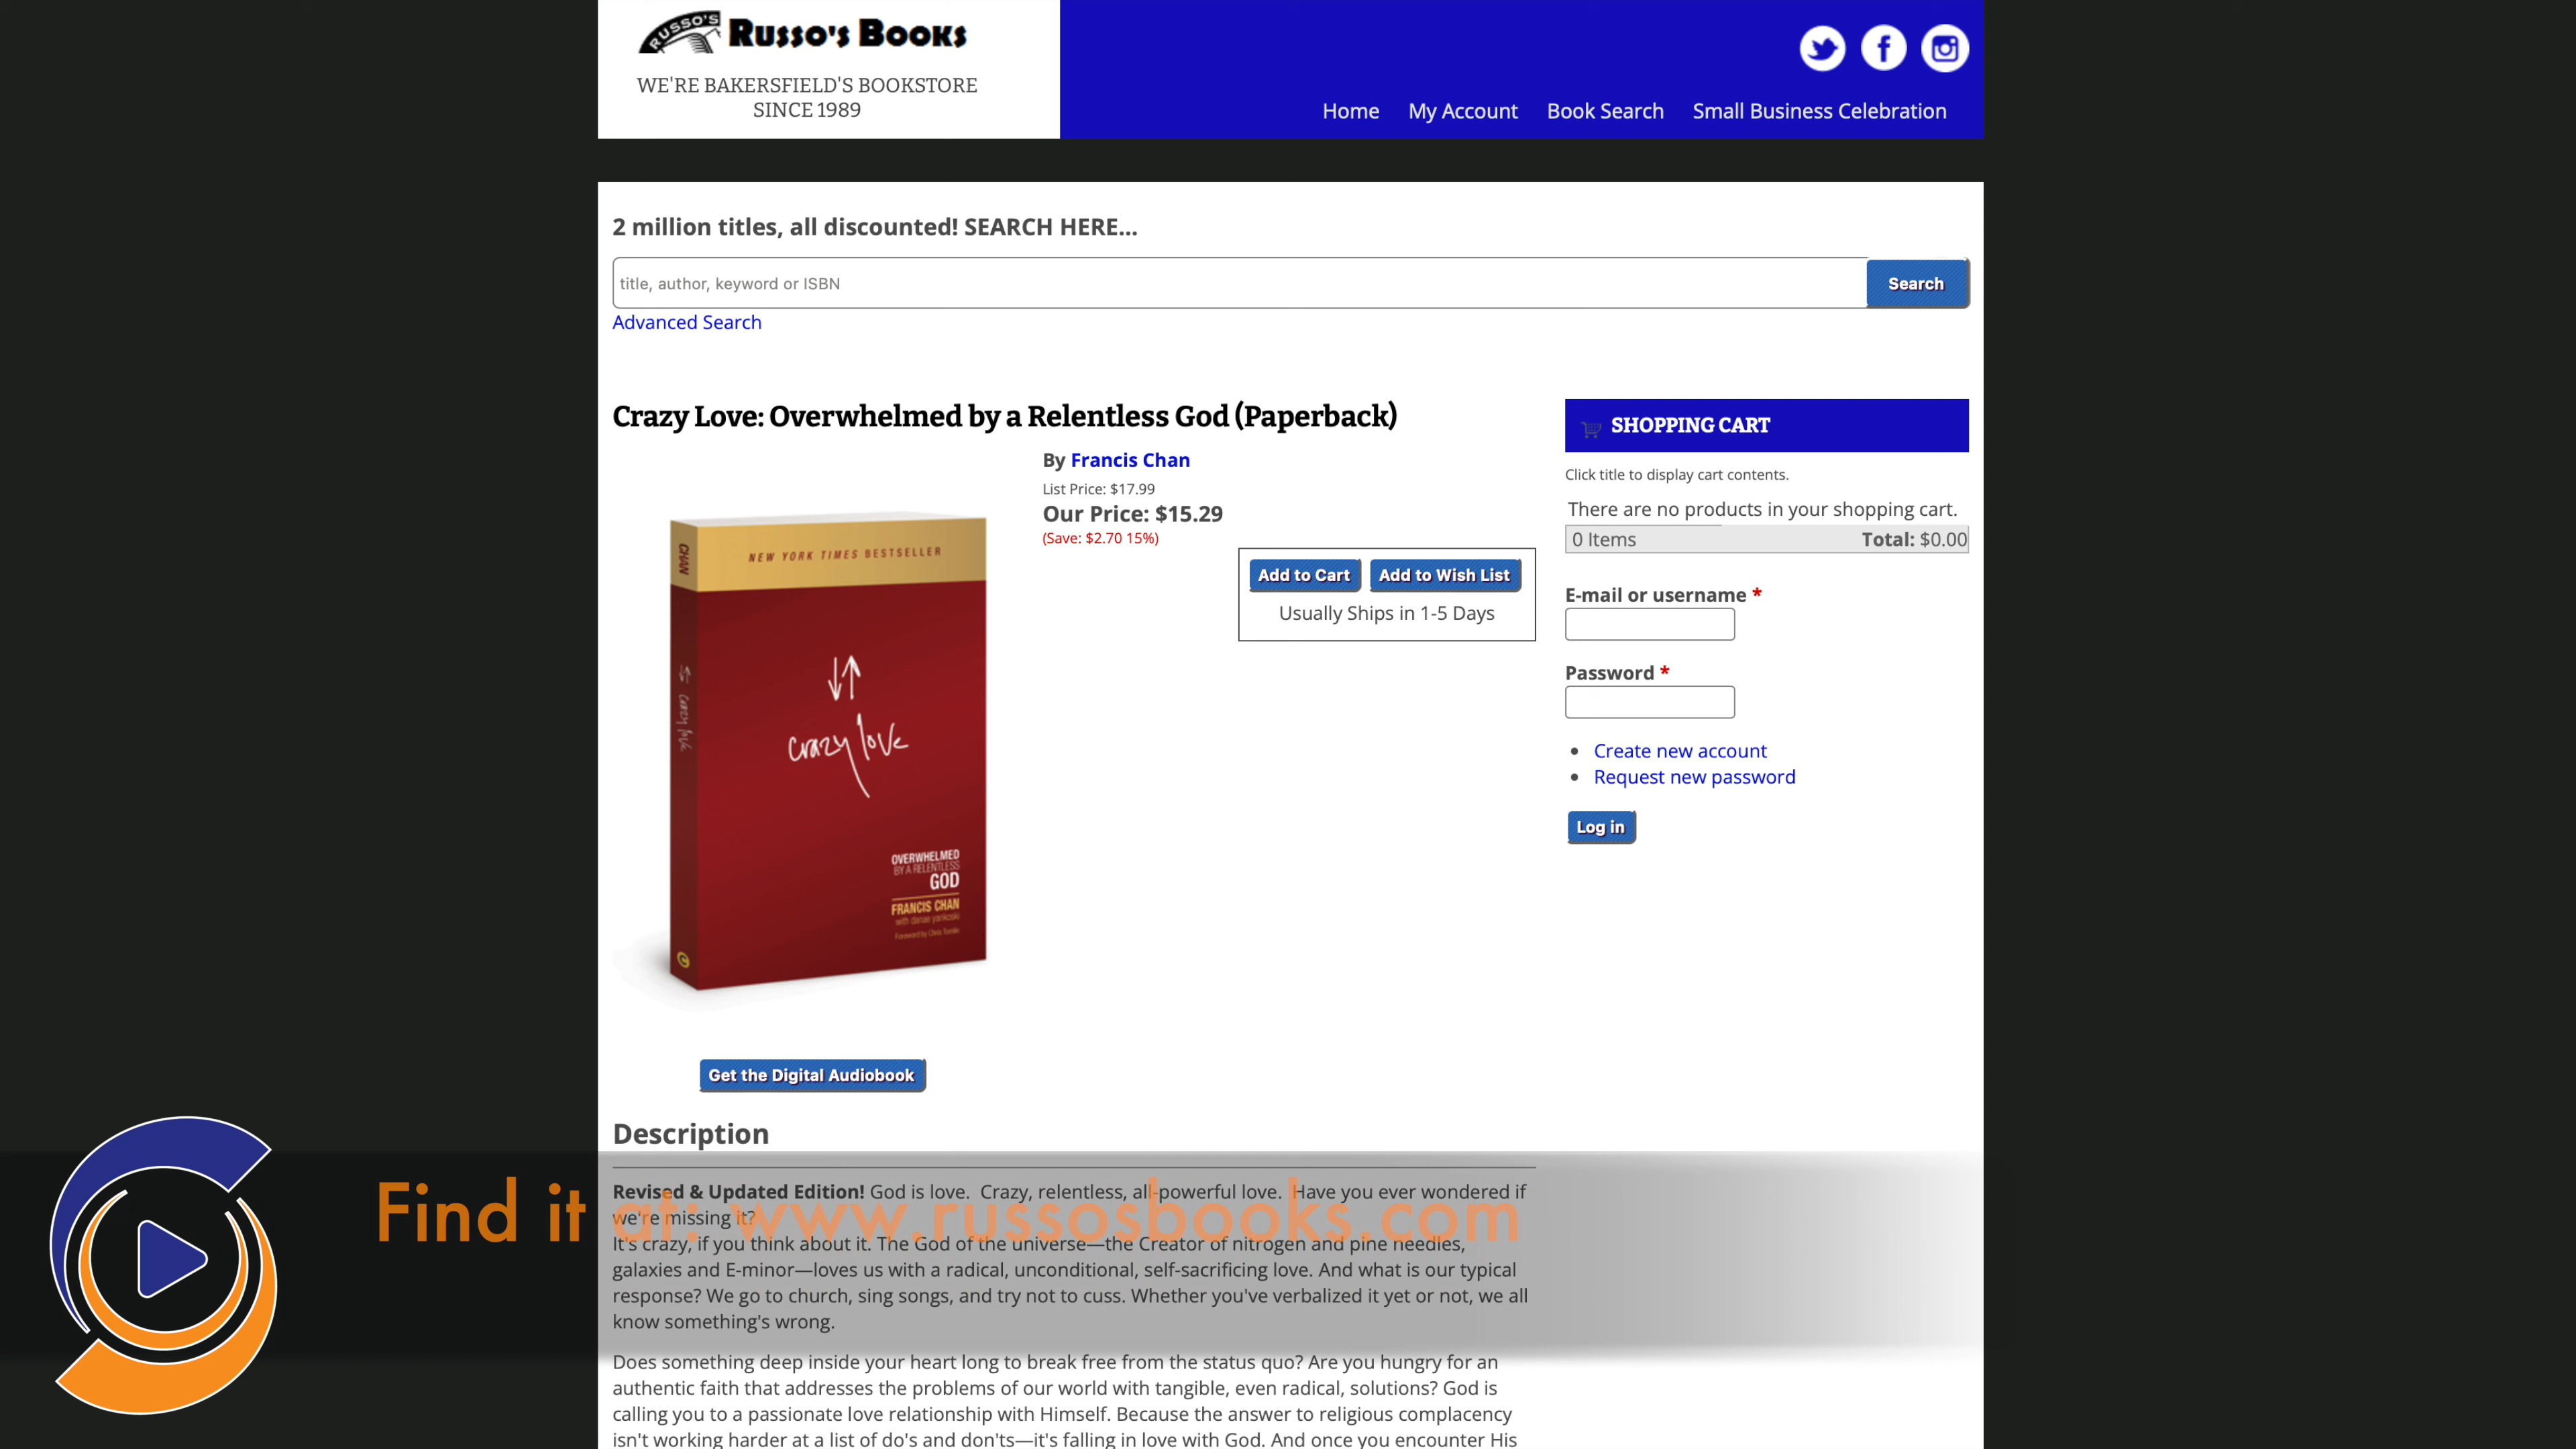 RUSSO'S
RUSSO'S BOOKS
WE'RE BAKERSFIELD'S BOOKSTORE
SINCE 1989
Home My Account Book Search Small Business Celebration
2 million titles, all discounted! SEARCH HERE...
title, author, keyword or ISBN
Search
Advanced Search
Crazy Love: Overwhelmed by a Relentless God (Paperback)
By Francis Chan
List Price: $17.99
Our Price: $15.29
(Save: $2.70 15%)
Add to Cart Add to Wish List
Usually Ships in 1-5 Days
CHAN
crazy love
NEW YORK TIMES BESTSELLER
crazy love
OVERWHELMED
BY A RELENTLESS
GOD
FRANCIS CHAN
with danae yankoski
Foreword by Chris Tomlin
Get the Digital Audiobook
SHOPPING CART
Click title to display cart contents.
There are no products in your shopping cart.
0 Items Total: $0.00
E-mail or username *
Password *
Create new account
Request new password
Log in
Description
Revised & Updated Edition! God is love.  Crazy, relentless, all-powerful love.  Have you ever wondered if
we're missing it?
It's crazy, if you think about it. The God of the universe—the Creator of nitrogen and pine needles,
galaxies and E-minor—loves us with a radical, unconditional, self-sacrificing love. And what is our typical
response? We go to church, sing songs, and try not to cuss. Whether you've verbalized it yet or not, we all
know something's wrong.
Does something deep inside your heart long to break free from the status quo? Are you hungry for an
authentic faith that addresses the problems of our world with tangible, even radical, solutions? God is
calling you to a passionate love relationship with Himself. Because the answer to religious complacency
isn't working harder at a list of do's and don'ts—it's falling in love with God. And once you encounter His
Find it at: www.russosbooks.com